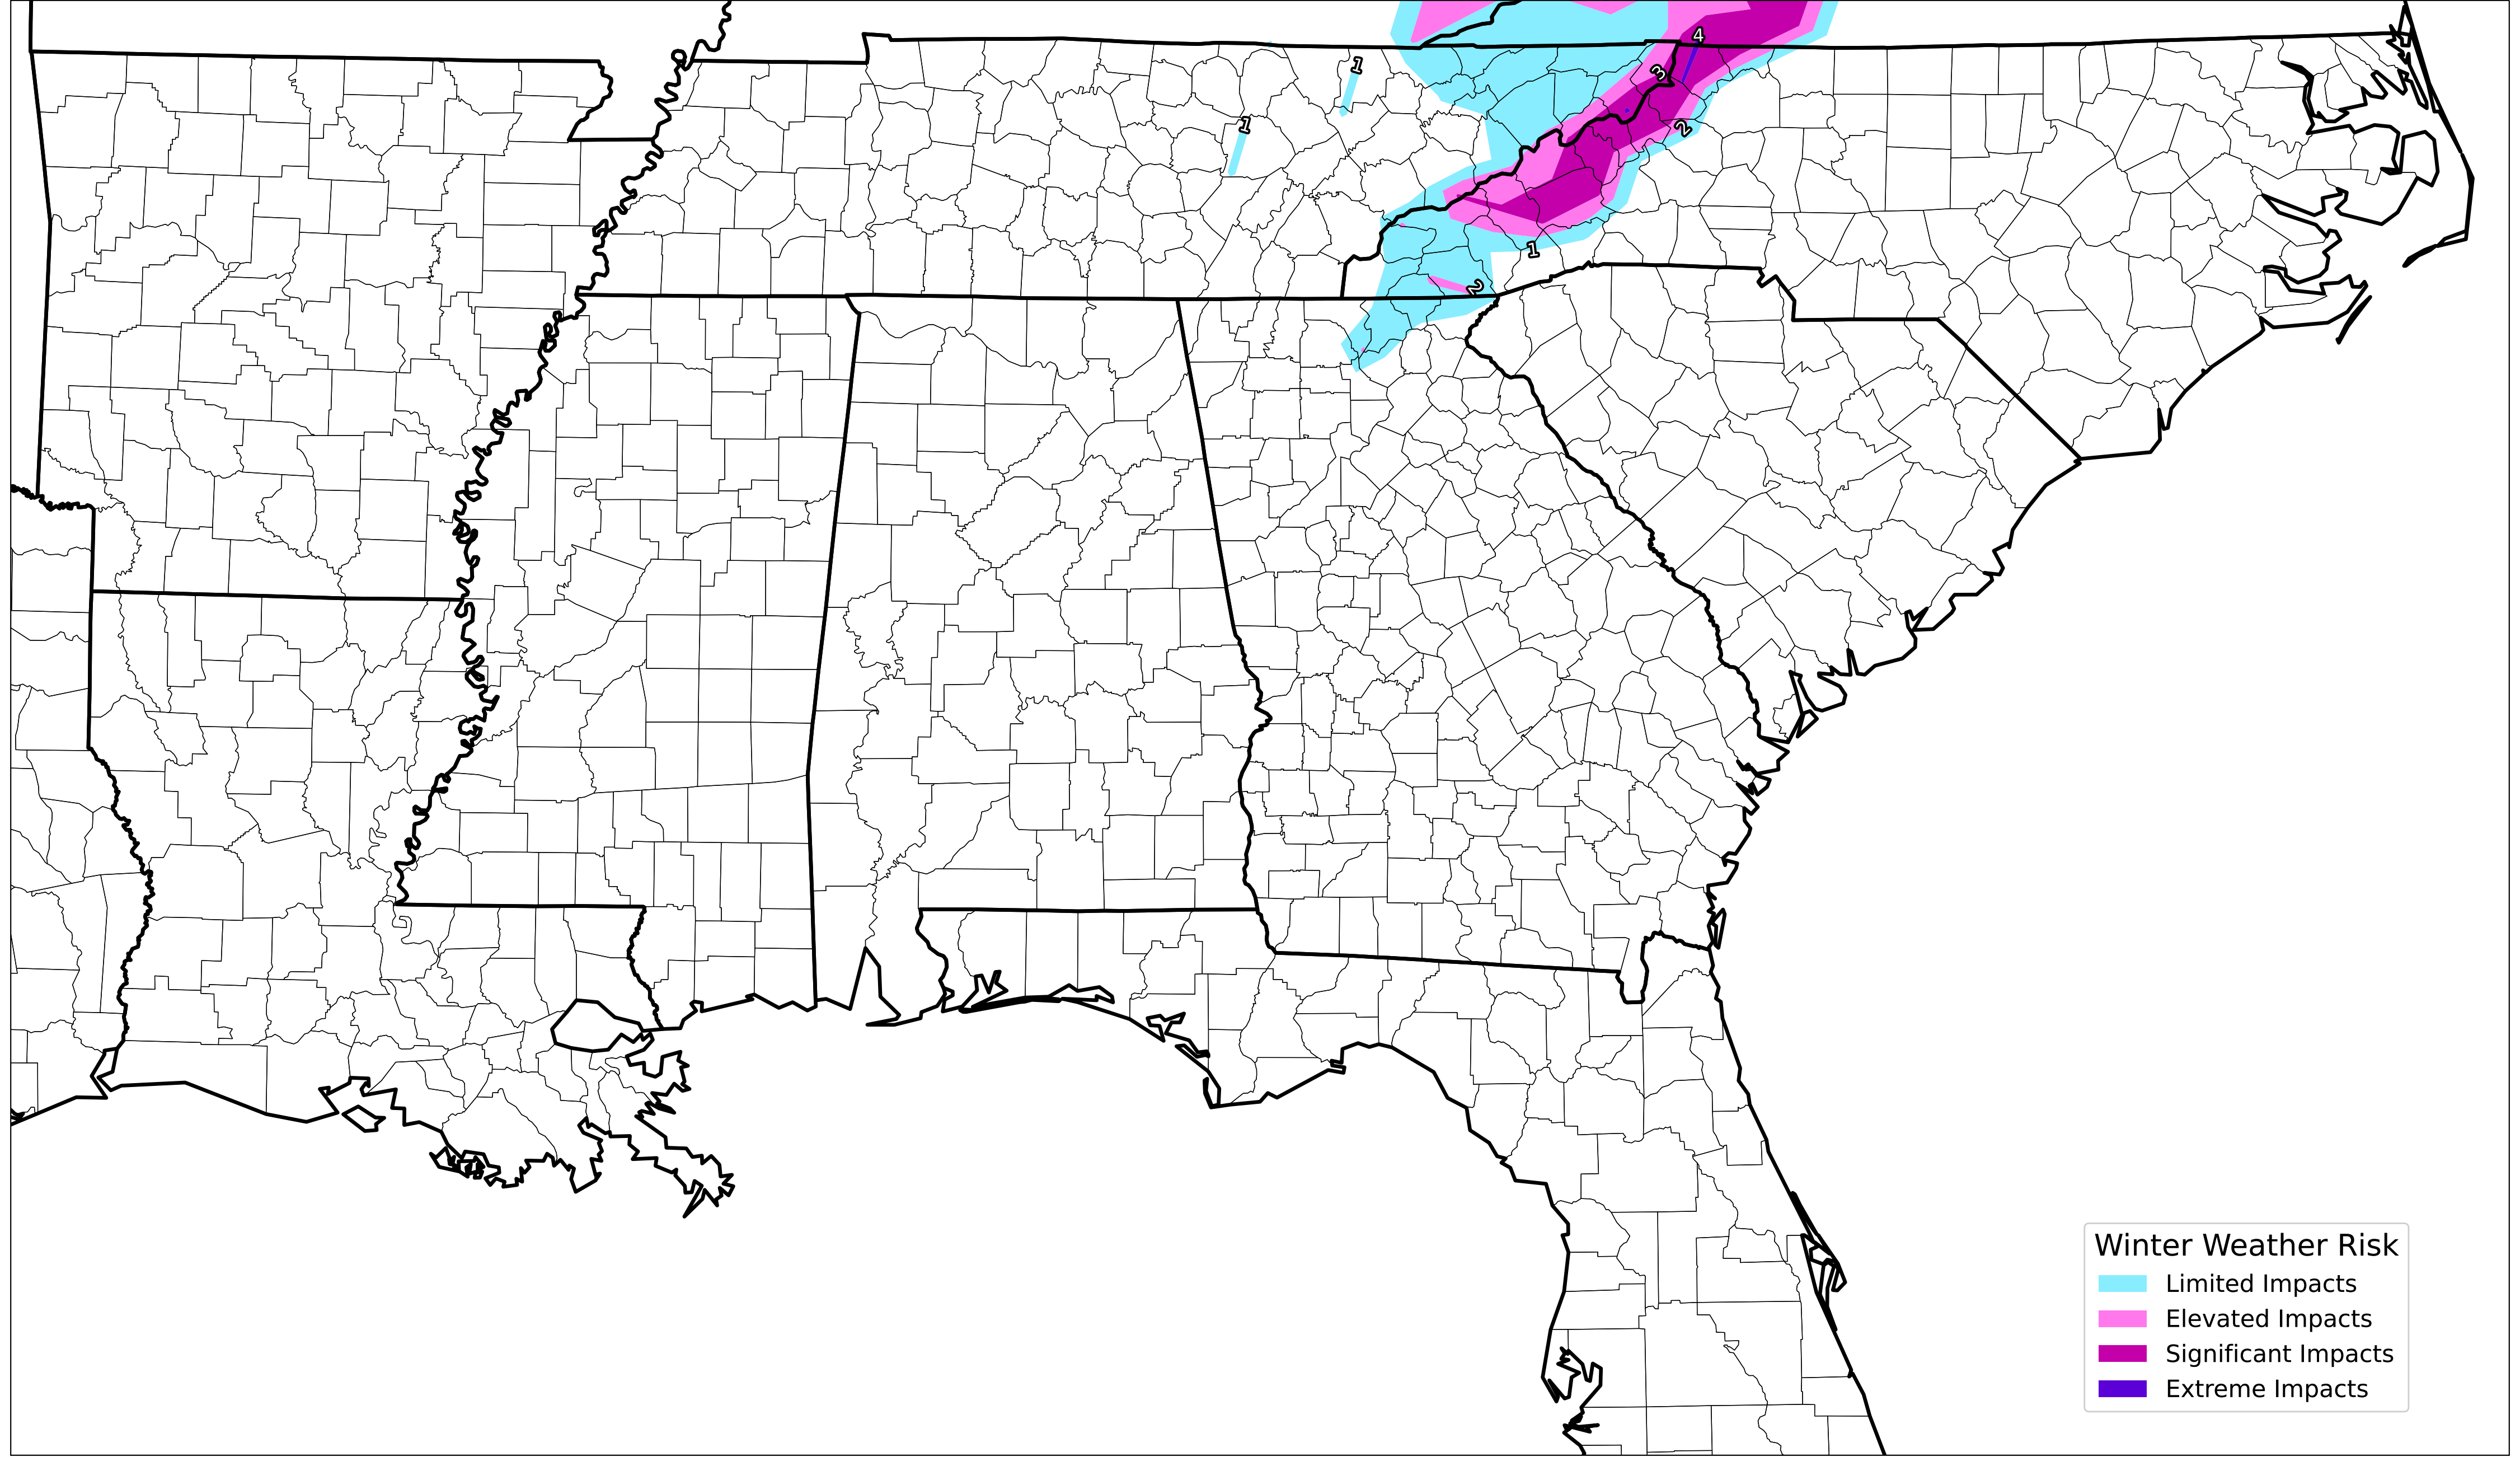 4
1
3
1
2
1
2
Winter Weather Risk
Limited Impacts
Elevated Impacts
Significant Impacts
Extreme Impacts